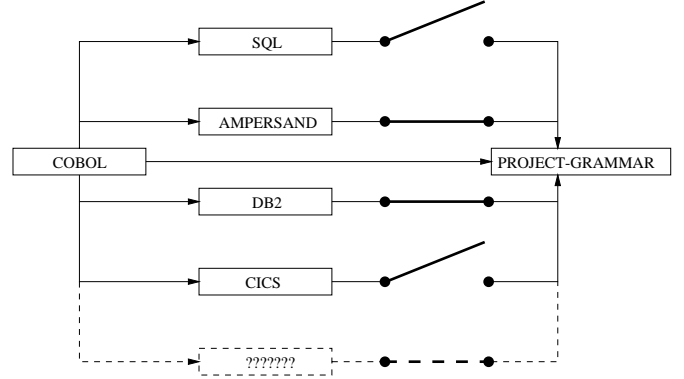 SQL
AMPERSAND
COBOL
PROJECT-GRAMMAR
DB2
CICS
???????